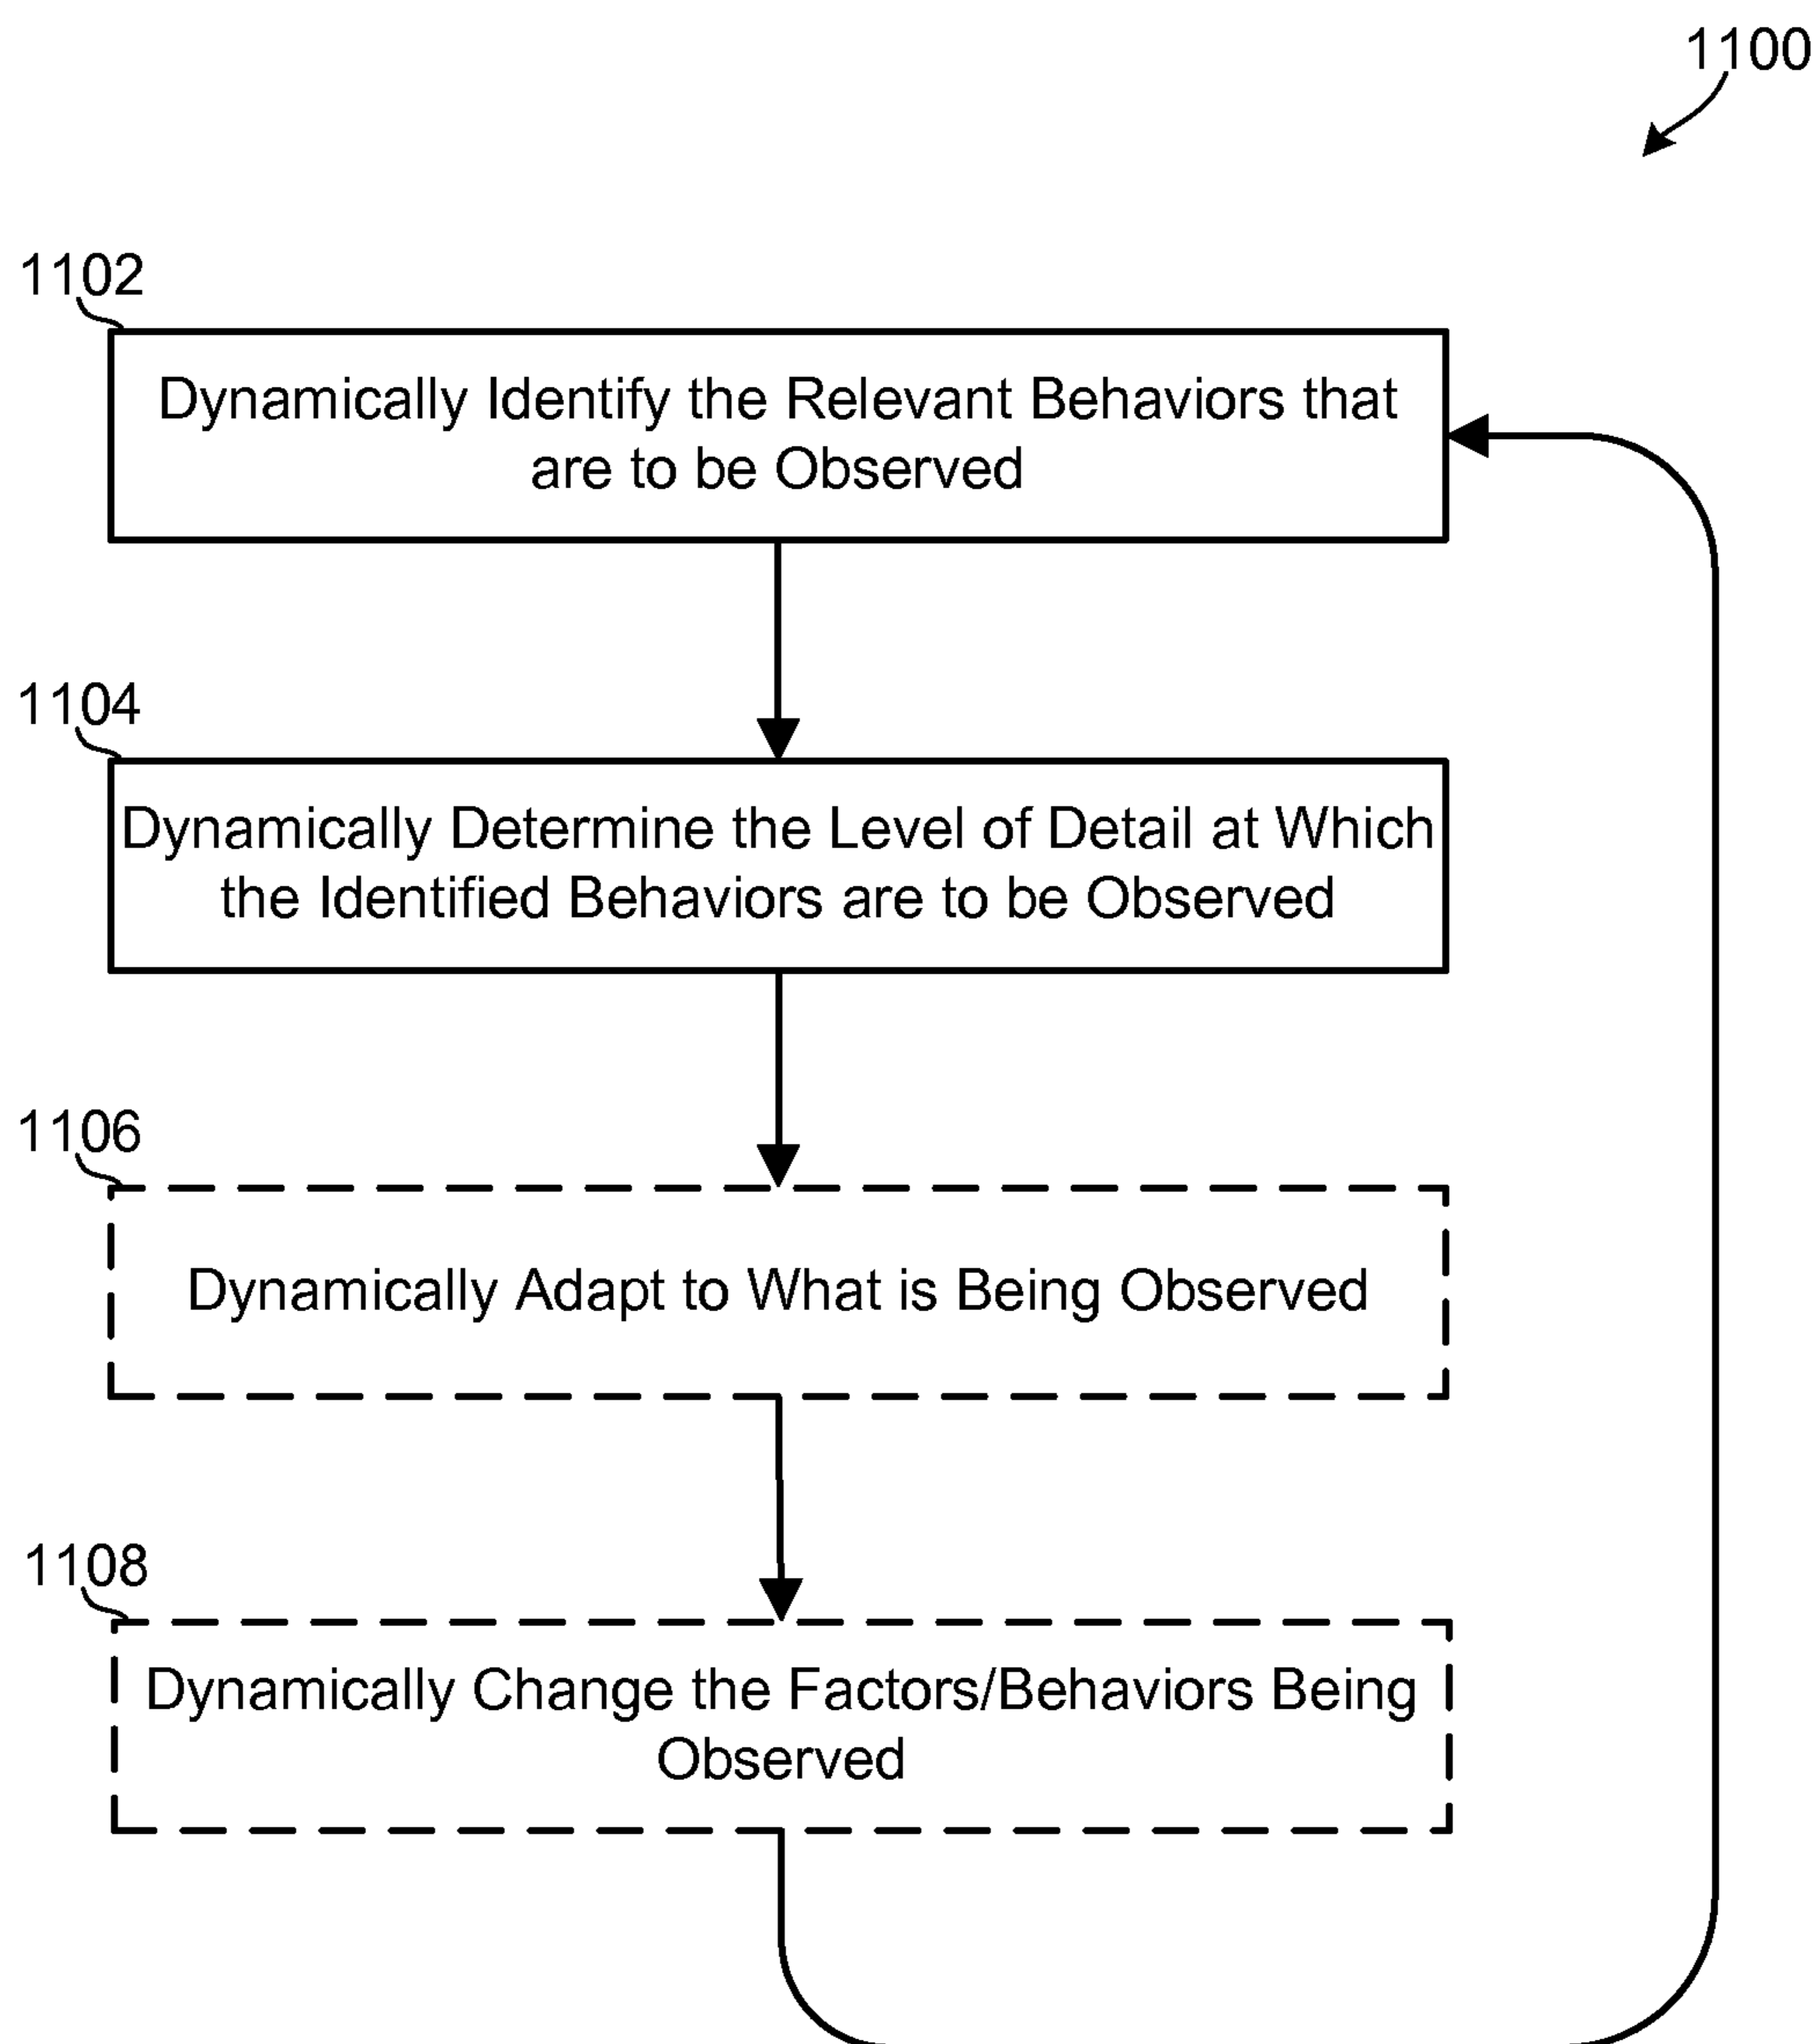 1100
1102
Dynamically Identify the Relevant Behaviors that
are to be Observed
1104
Dynamically Determine the Level of Detail at Which
the Identified Behaviors are to be Observed
1106
Dynamically Adapt to What is Being Observed
1108
Dynamically Change the Factors/Behaviors Being
Observed